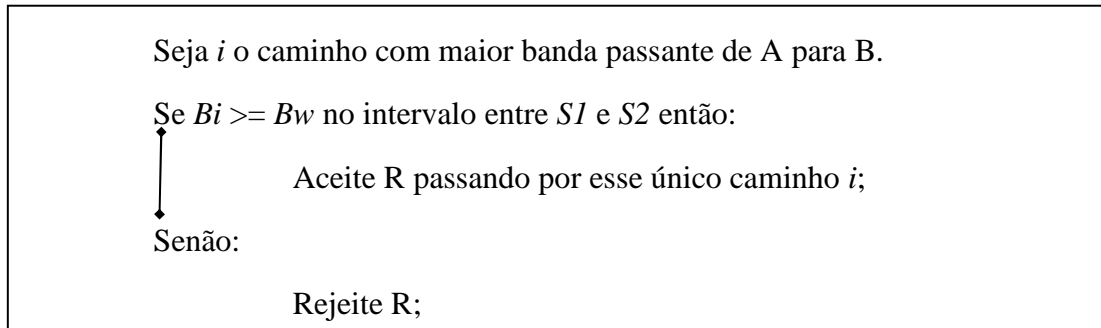 Seja i o caminho com maior banda passante de A para B.
Se Bi >= Bw no intervalo entre S1 e S2 então:
Aceite R passando por esse único caminho i;
Senão:
Rejeite R;